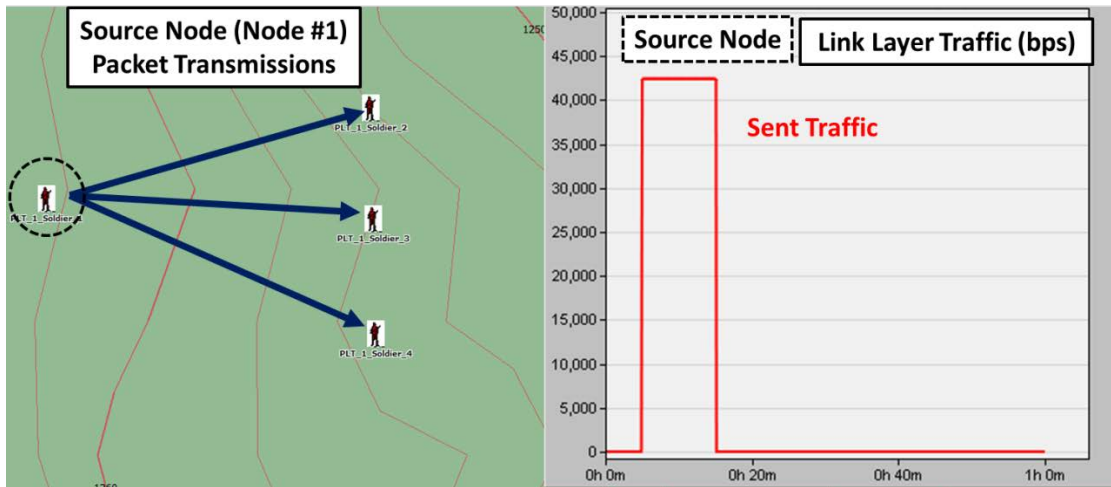 Source Node (Node #1)
Packet Transmissions
1250
PLT_1_Soldier_2
PLT_1_Soldier_1
PLT_1_Soldier_3
PLT_1_Soldier_4
Source Node
Link Layer Traffic (bps)
Sent Traffic
50,000
45,000
40,000
35,000
30,000
25,000
20,000
15,000
10,000
5,000
0
0h 0m
0h 20m
0h 40m
1h 0m